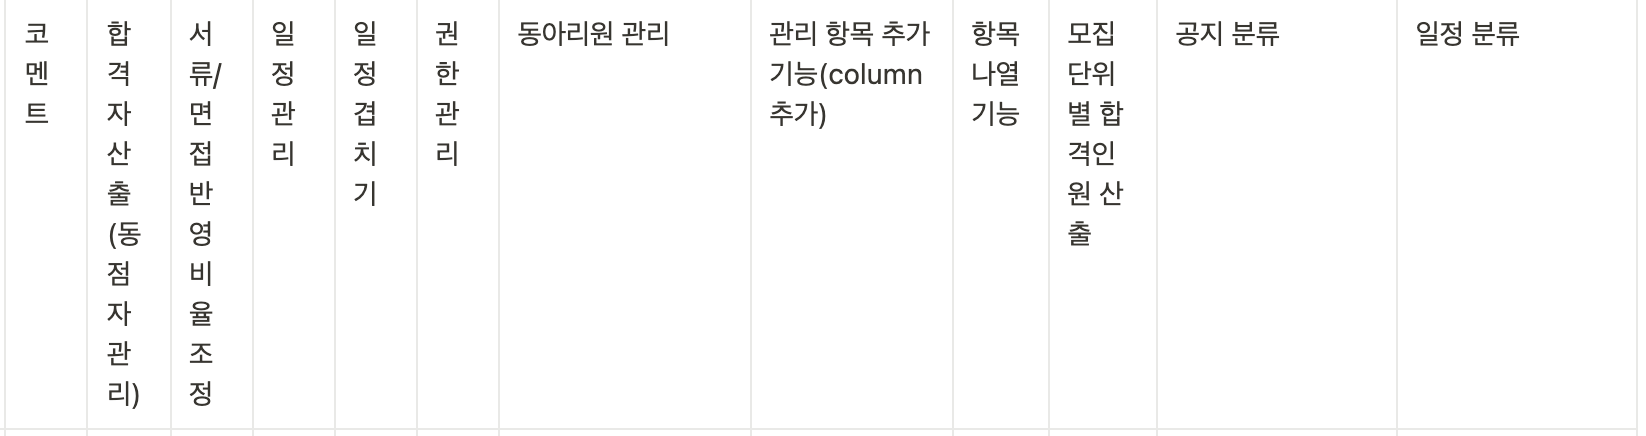 코
멘
트
합
격
자
산
출
(동
점
자
관
리)
서
류/
면
접
반
영
비
율
조
정
일
정
관
리
일
정
겹
치
기
권
한
관
리
동아리원 관리
관리 항목 추가
기능(column
추가)
항목
나열
기능
모집
단위
별 합
격인
원 산
출
공지 분류
일정 분류